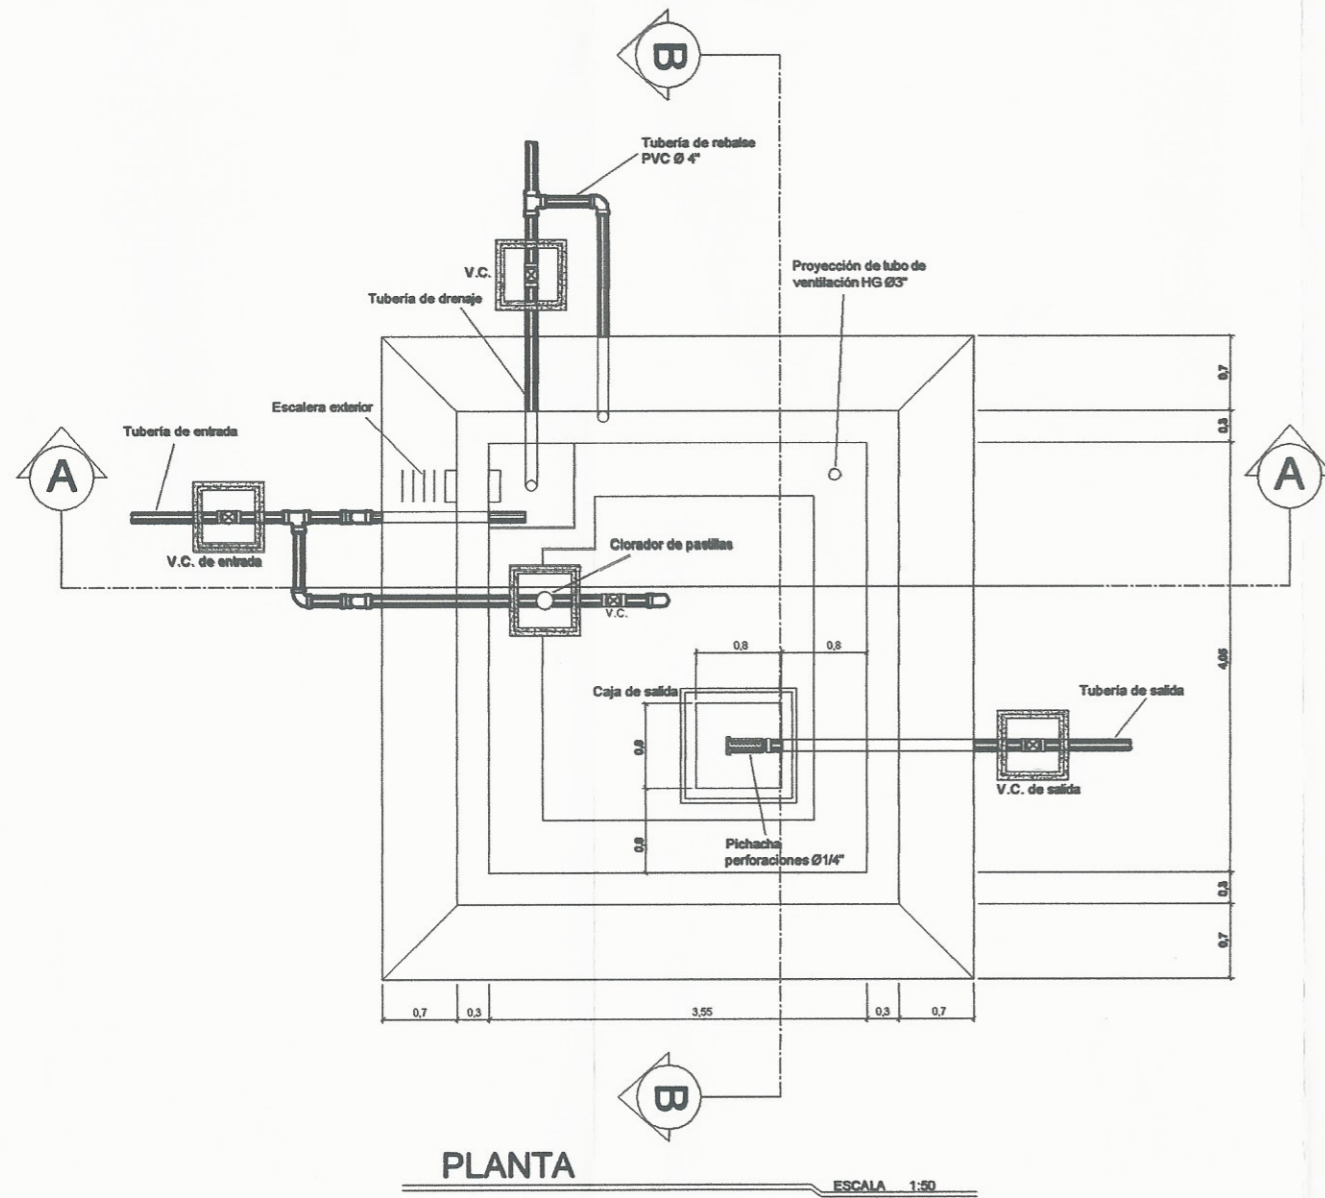 B
Tubería de rebalse
PVC Ø 4"
V.C.
Proyección de tubo de
ventilación HG Ø3"
Tubería de drenaje
0,7
Escalera exterior
0,3
Tubería de entrada
A
A
V.C. de entrada
Clorador de pastillas
V.C.
0,8
0,8
4,05
Caja de salida
Tubería de salida
0,8
V.C. de salida
0,8
Pichacha
perforaciones Ø1/4"
0,3
0,7
0,7
0,3
3,55
0,3
0,7
B
PLANTA
ESCALA 1:50